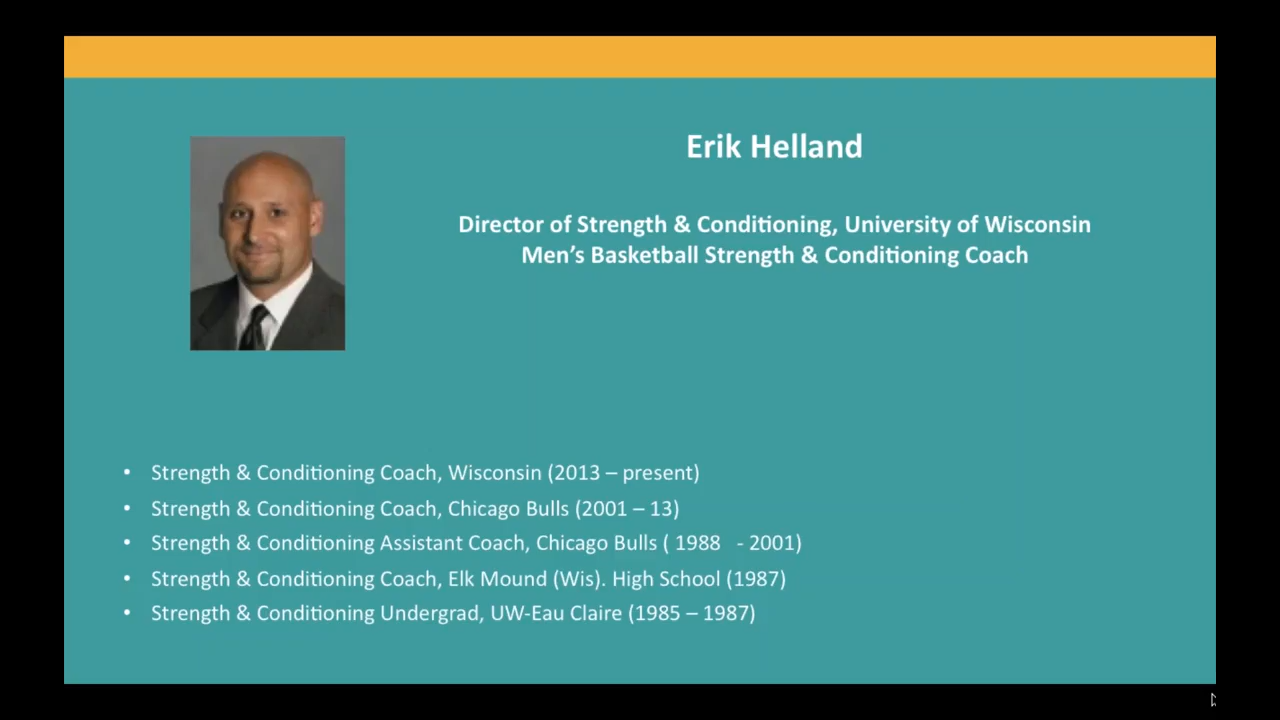 Erik Helland
Director of Strength & Conditioning, University of Wisconsin
Men’s Basketball Strength & Conditioning Coach
• Strength & Conditioning Coach, Wisconsin (2013 – present)
• Strength & Conditioning Coach, Chicago Bulls (2001 – 13)
• Strength & Conditioning Assistant Coach, Chicago Bulls ( 1988   - 2001)
• Strength & Conditioning Coach, Elk Mound (Wis). High School (1987)
• Strength & Conditioning Undergrad, UW-Eau Claire (1985 – 1987)